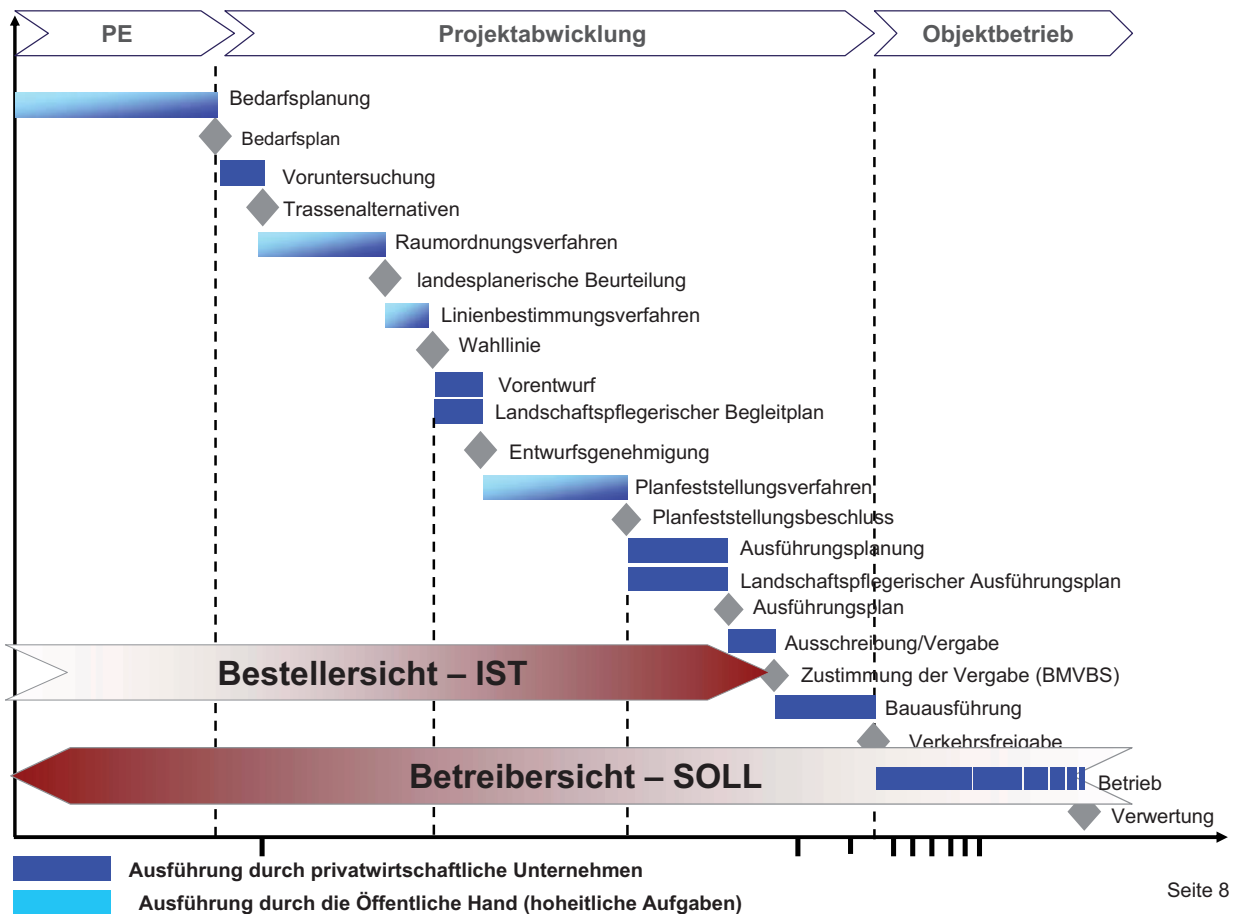 PE
Projektabwicklung
Objektbetrieb
Bedarfsplanung
Bedarfsplan
Voruntersuchung
Trassenalternativen
Raumordnungsverfahren
landesplanerische Beurteilung
Linienbestimmungsverfahren
Wahllinie
Vorentwurf
Landschaftspflegerischer Begleitplan
Entwurfsgenehmigung
Planfeststellungsverfahren
Planfeststellungsbeschluss
Ausführungsplanung
Landschaftspflegerischer Ausführungsplan
Ausführungsplan
Ausschreibung/Vergabe
Bestellersicht – IST
Zustimmung der Vergabe (BMVBS)
Bauausführung
Verkehrsfreigabe
Betreibersicht – SOLL
Betrieb
Verwertung
Ausführung durch privatwirtschaftliche Unternehmen
Ausführung durch die Öffentliche Hand (hoheitliche Aufgaben)
Seite 8